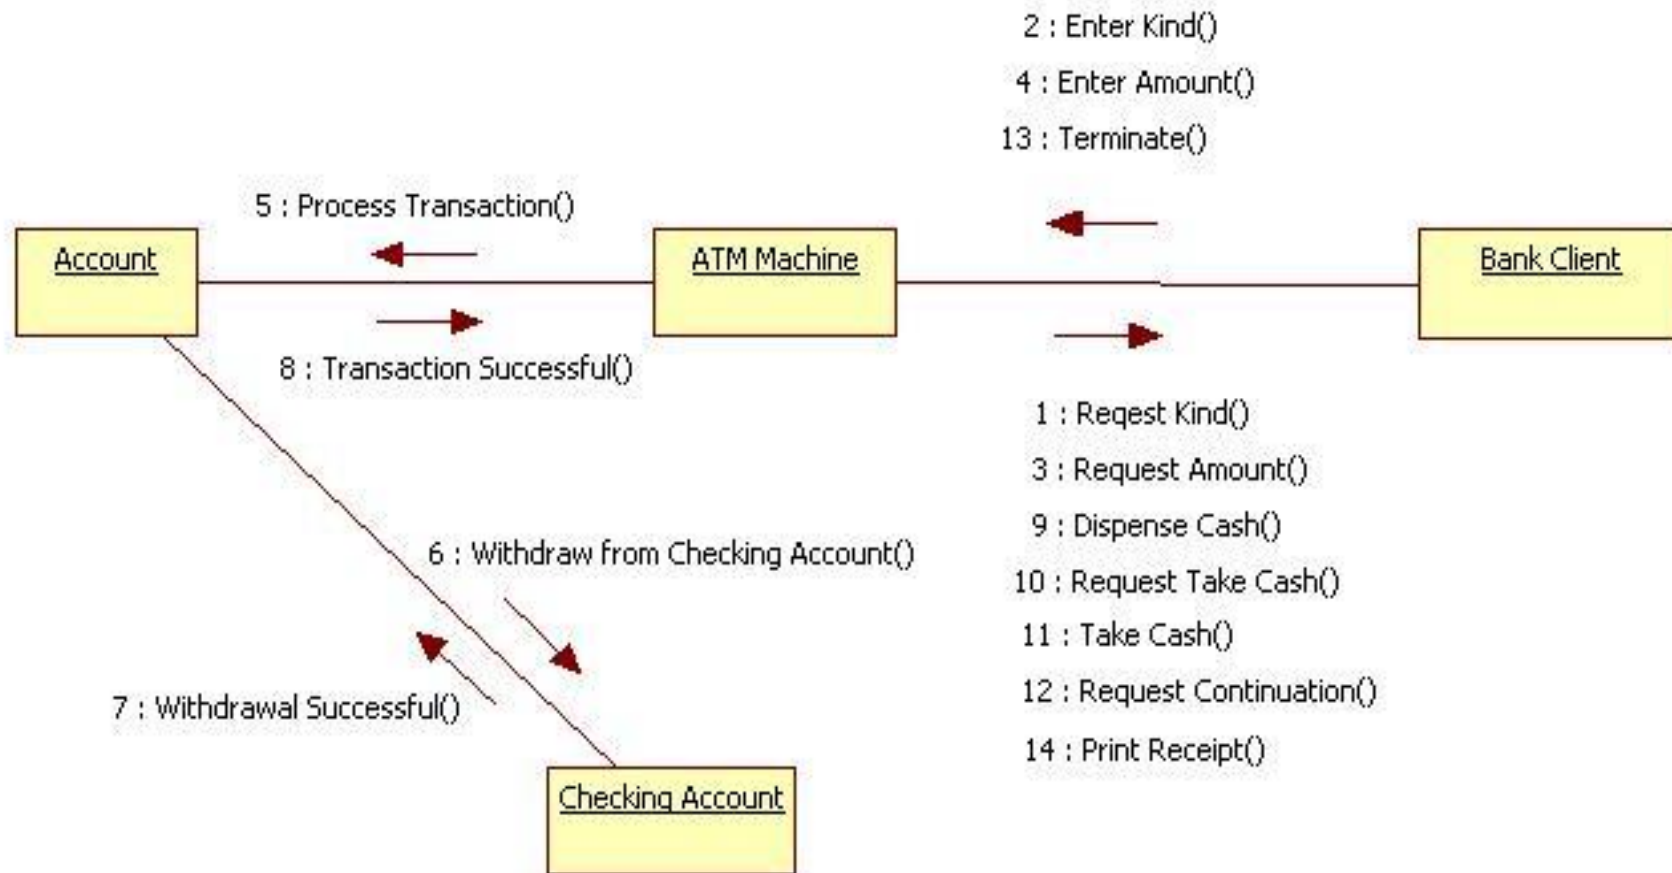 2 : Enter Kind()
4 : Enter Amount()
13 : Terminate()
5 : Process Transaction()
Account
ATM Machine
Bank Client
8 : Transaction Successful()
1 : Reqest Kind()
3 : Request Amount()
9 : Dispense Cash()
10 : Request Take Cash()
11 : Take Cash()
12 : Request Continuation()
14 : Print Receipt()
6 : Withdraw from Checking Account()
7 : Withdrawal Successful()
Checking Account